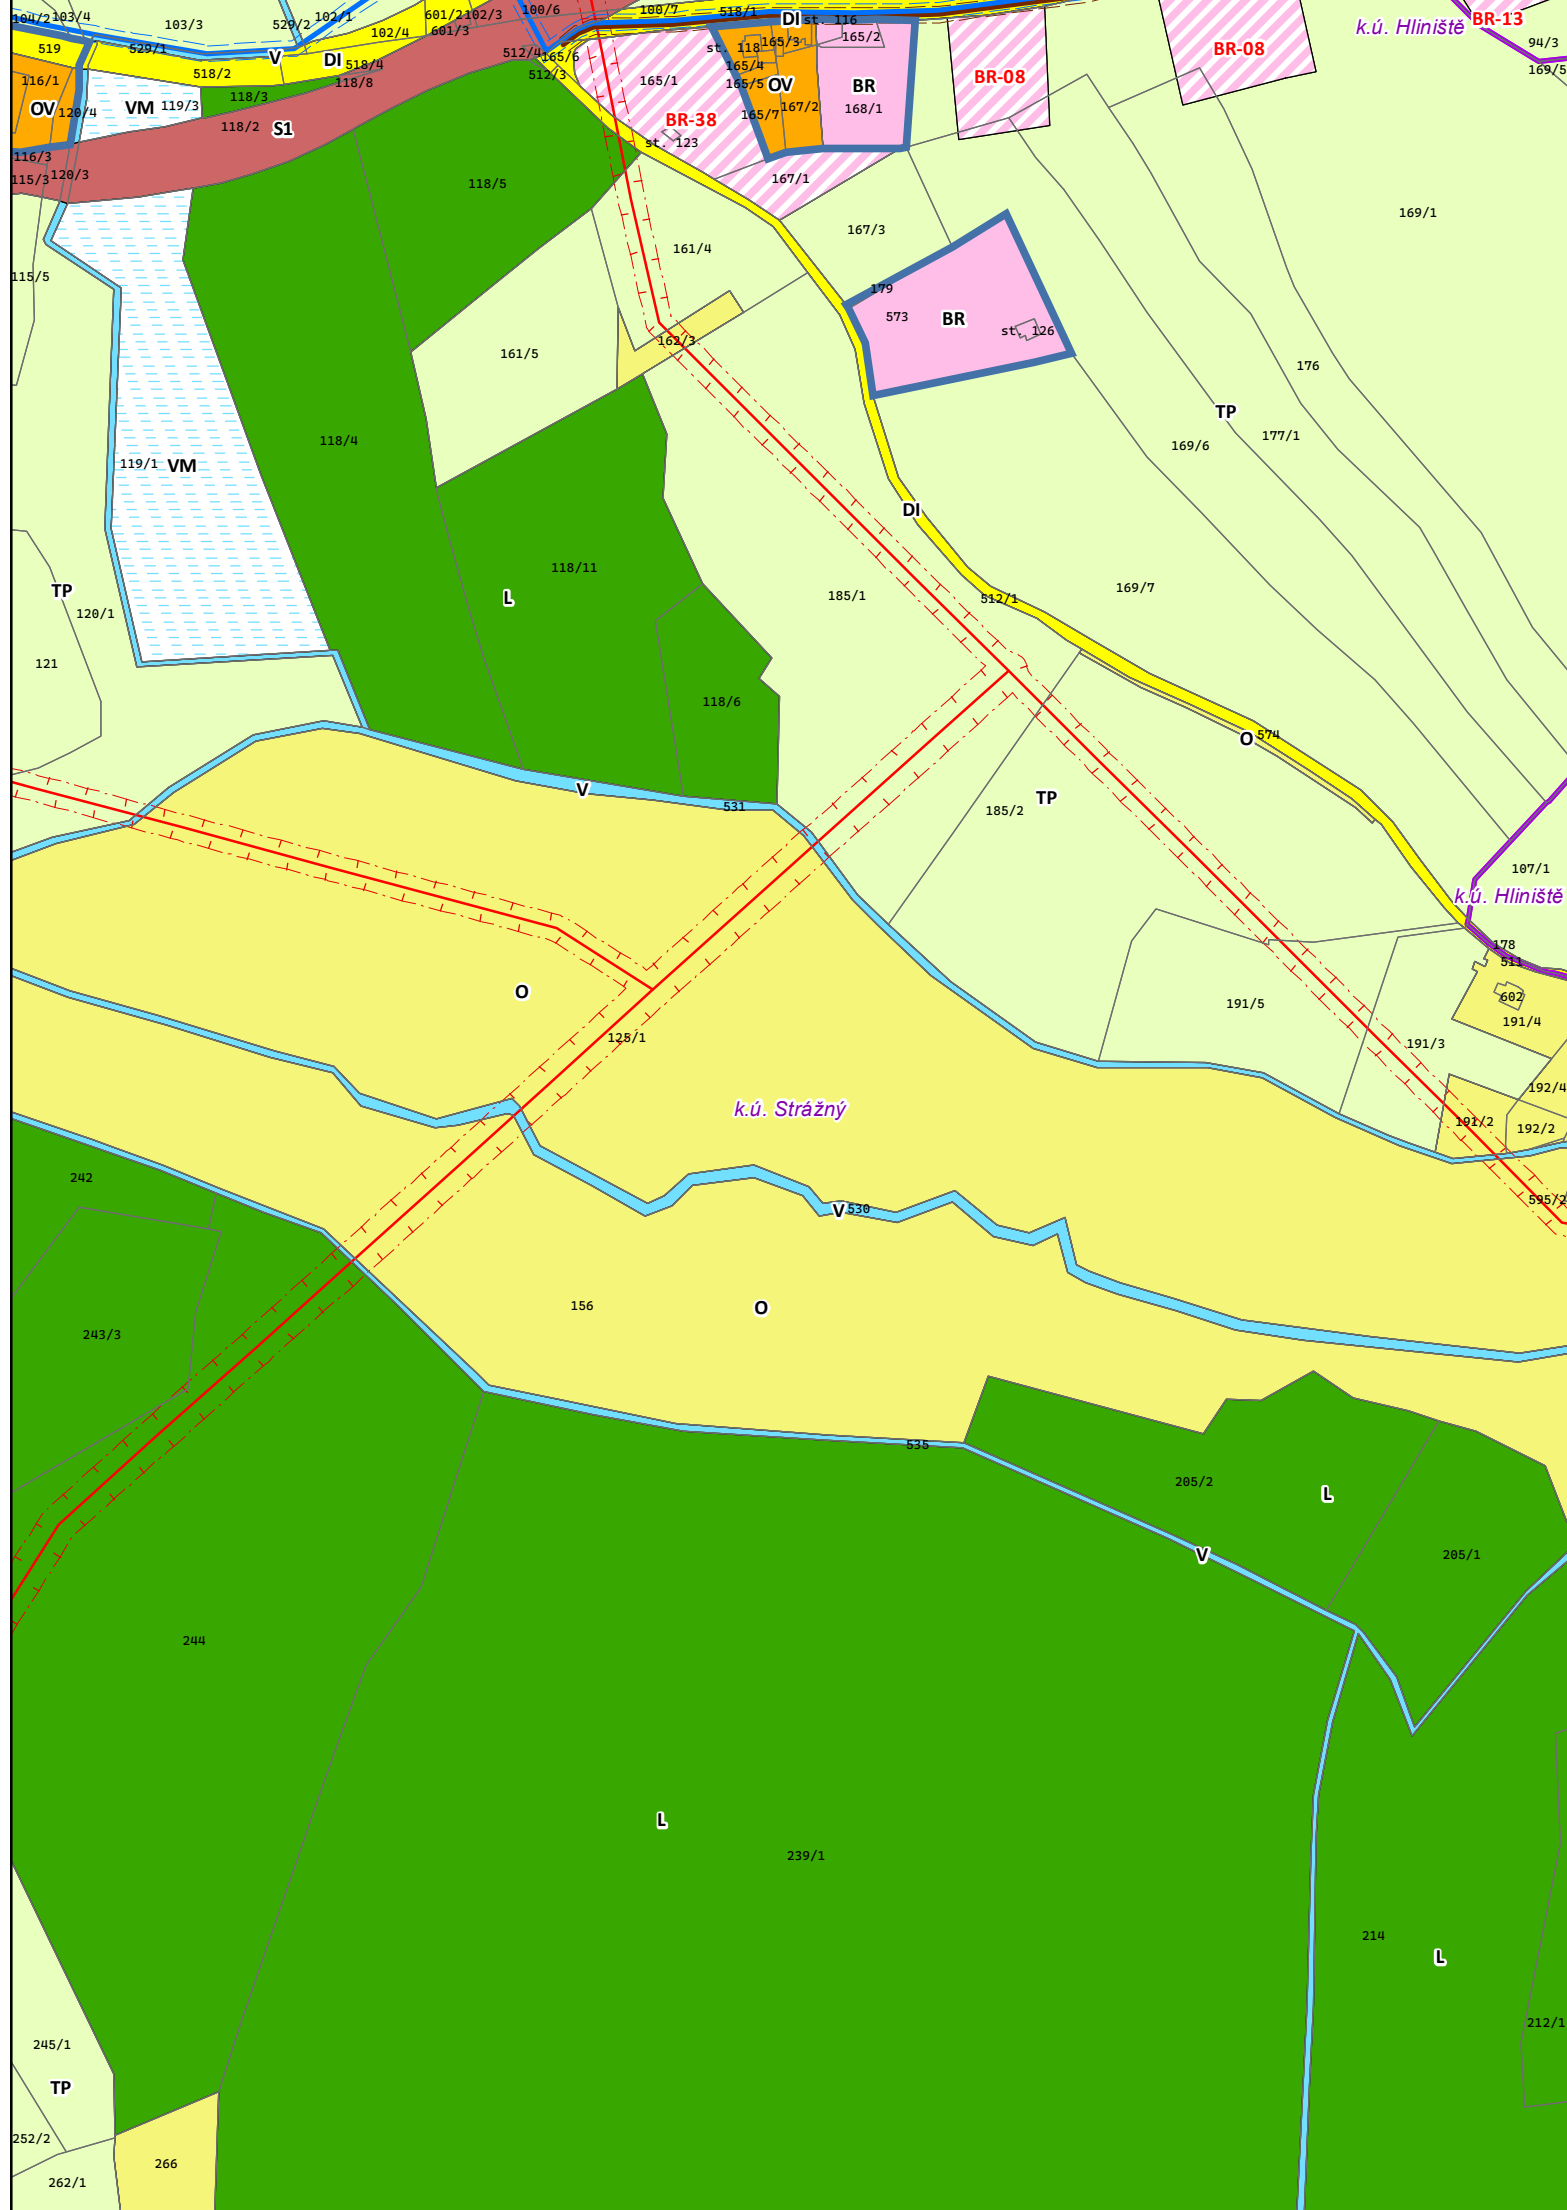 104/2
103/4
103/3
529/2
102/1
601/2
102/3
100/6
100/7
518/1
DI
st. 116
BR-13
k.ú. Hliniště
519
529/1
V
DI
102/4
601/3
518/4
512/4
165/6
st. 118
165/3
165/2
BR-08
BR-08
94/3
169/5
116/1
518/2
118/8
512/3
165/1
165/4
165/5
OV
BR
OV
120/4
VM
119/3
118/3
118/2
S1
BR-38
165/7
167/2
168/1
st. 123
116/3
115/3
120/3
118/5
167/1
169/1
115/5
161/4
167/3
179
573
BR
st. 126
162/3
161/5
176
TP
177/1
169/6
118/4
119/1
VM
DI
118/11
L
185/1
512/1
169/7
TP
120/1
121
118/6
O
574
V
531
TP
185/2
107/1
k.ú. Hliniště
178
511
602
191/4
O
125/1
191/5
191/3
192/4
k.ú. Strážný
191/2
192/2
242
595/2
V
530
156
O
243/3
535
205/2
L
V
205/1
244
L
239/1
214
L
212/1
245/1
TP
252/2
266
262/1